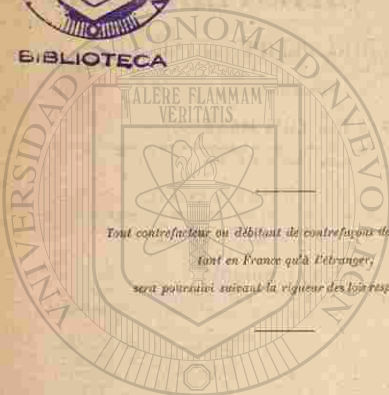 BIBLIOTECA
UNIVERSIDAD AUTONOMA DE NUEVO
ALERE FLAMMAM
VERITATIS
Tout contrefacteur ou débitant de contrefaçons de
tant en France qu'à l'étranger,
sera poursuivi suivant la rigueur des lois resp